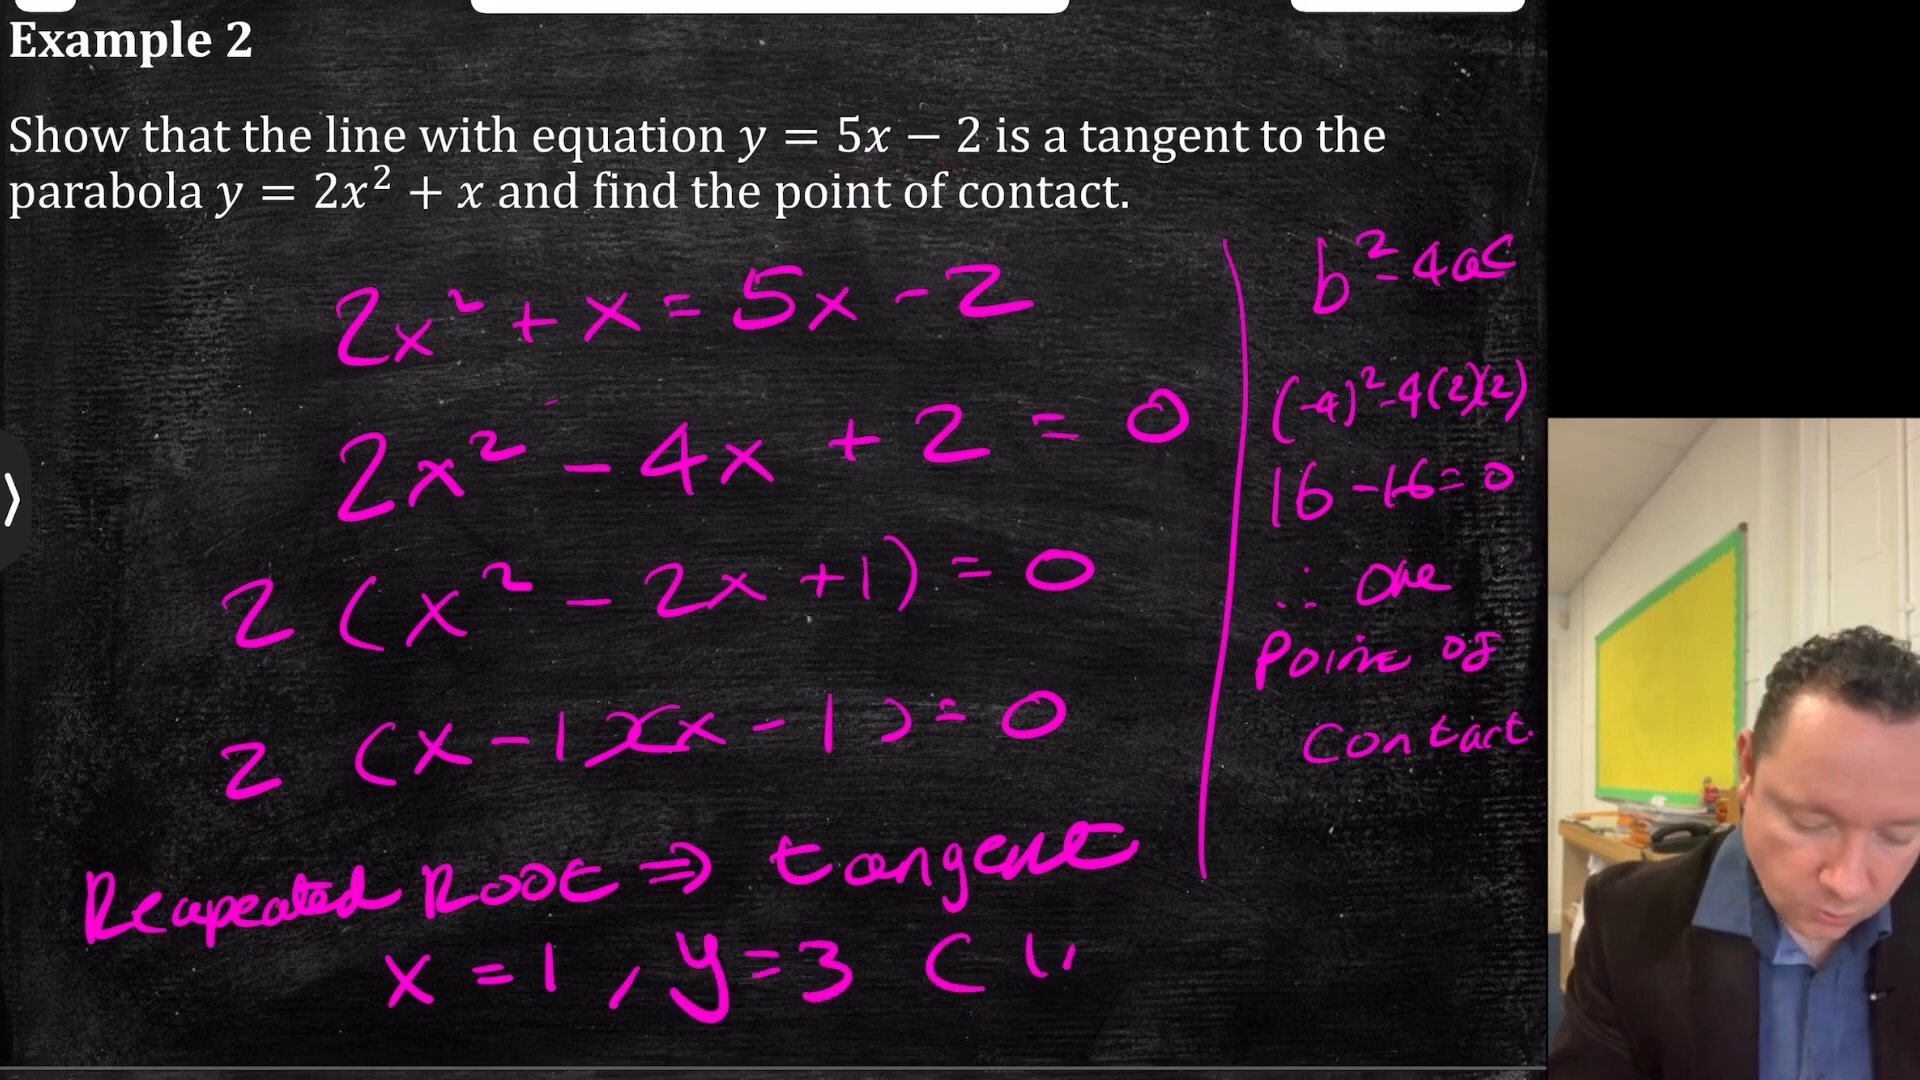 Example 2
Show that the line with equation y = 5x − 2 is a tangent to the
parabola y = 2x² + x and find the point of contact.
2x² + x = 5x - 2
2x² - 4x + 2 = 0
2 (x² - 2x + 1) = 0
2 (x - 1)(x - 1) = 0
Reapeated Root ⇒ tangent
x = 1, y = 3 (1,
b² - 4ac
(-4)² - 4(2)(2)
16 - 16 = 0
∴ One
Point of
Contact.